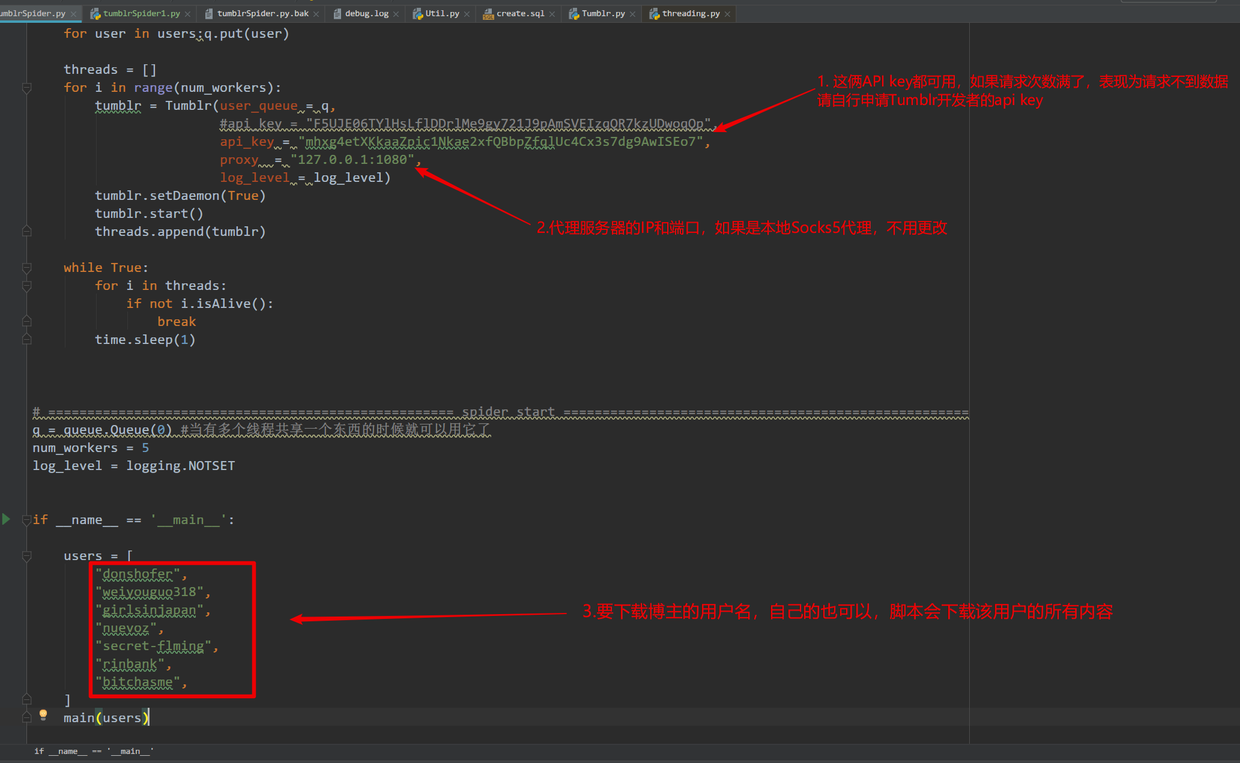 umblrSpider.py tumblrSpider1.py tumblrSpider.py.bak debug.log Util.py create.sql Tumblr.py threading.py
for user in users:q.put(user)
threads = []
for i in range(num_workers):
tumblr = Tumblr(user_queue = q,
#api_key = "F5UJE06TYlHsLflDDrlMe9gv721J9pAmSVEIzqOR7kzUDwoqOp",
api_key = "mhxg4etXKkaaZpic1Nkae2xfQBbpZfqlUc4Cx3s7dg9AwISEo7",
proxy = "127.0.0.1:1080",
log_level = log_level)
tumblr.setDaemon(True)
tumblr.start()
threads.append(tumblr)
1. 这俩API key都可用，如果请求次数满了，表现为请求不到数据
请自行申请Tumblr开发者的api key
2.代理服务器的IP和端口，如果是本地Socks5代理，不用更改
while True:
for i in threads:
if not i.isAlive():
break
time.sleep(1)
# ==================================================== spider start ====================================================
q = queue.Queue(0) #当有多个线程共享一个东西的时候就可以用它了
num_workers = 5
log_level = logging.NOTSET
if __name__ == '__main__':
users = [
"donshofer",
"weiyouguo318",
"girlsinjapan",
"nuevoz",
"secret-flming",
"rinbank",
"bitchasme",
]
main(users)
3.要下载博主的用户名，自己的也可以，脚本会下载该用户的所有内容
if __name__ == '__main__'